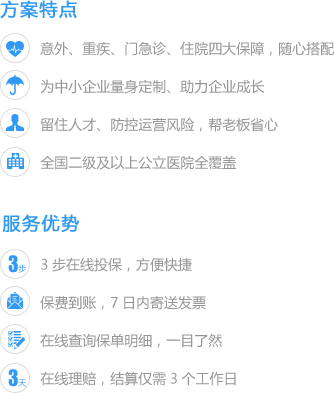 方案特点
意外、重疾、门急诊、住院四大保障，随心搭配
为中小企业量身定制、助力企业成长
留住人才、防控运营风险，帮老板省心
全国二级及以上公立医院全覆盖
服务优势
3步 3 步在线投保，方便快捷
保费到账，7 日内寄送发票
在线查询保单明细，一目了然
3天 在线理赔，结算仅需 3 个工作日